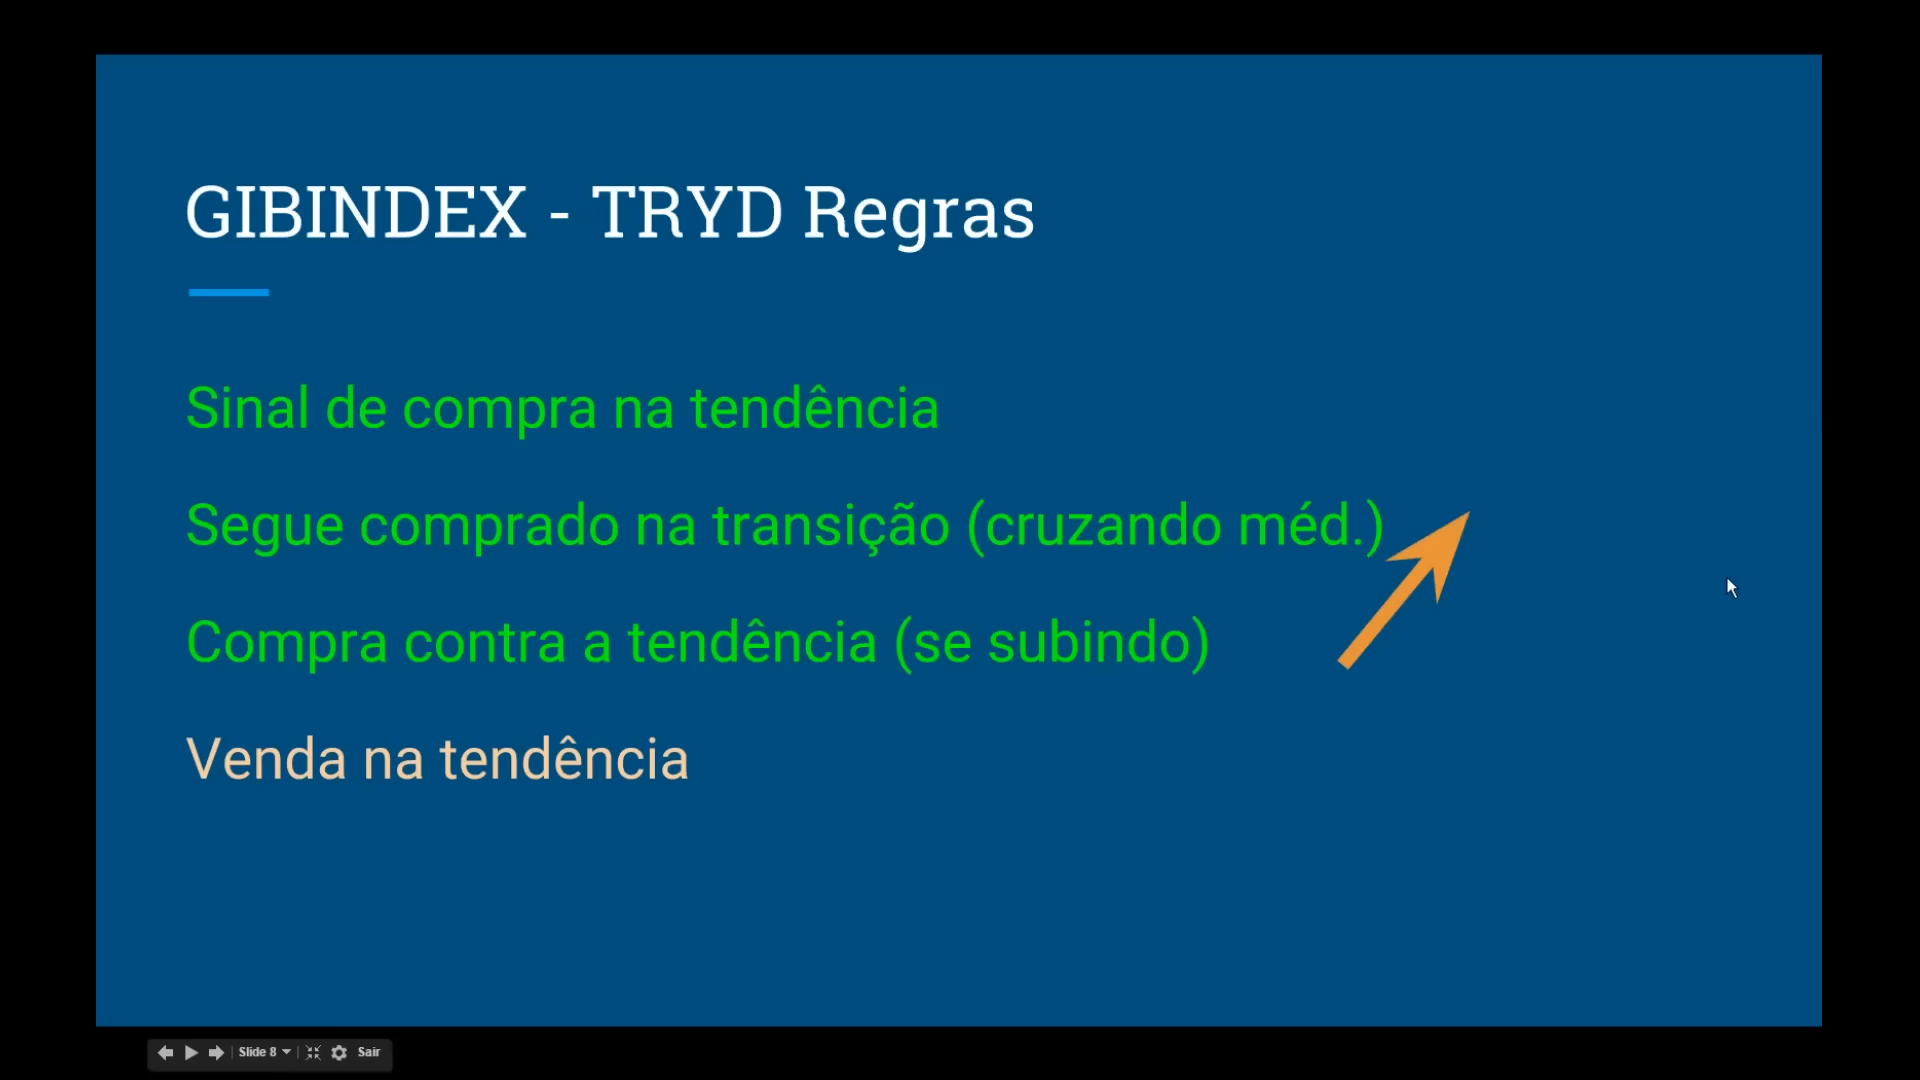 GIBINDEX - TRYD Regras
Sinal de compra na tendência
Segue comprado na transição (cruzando méd.)
Compra contra a tendência (se subindo)
Venda na tendência
Slide 8
Sair